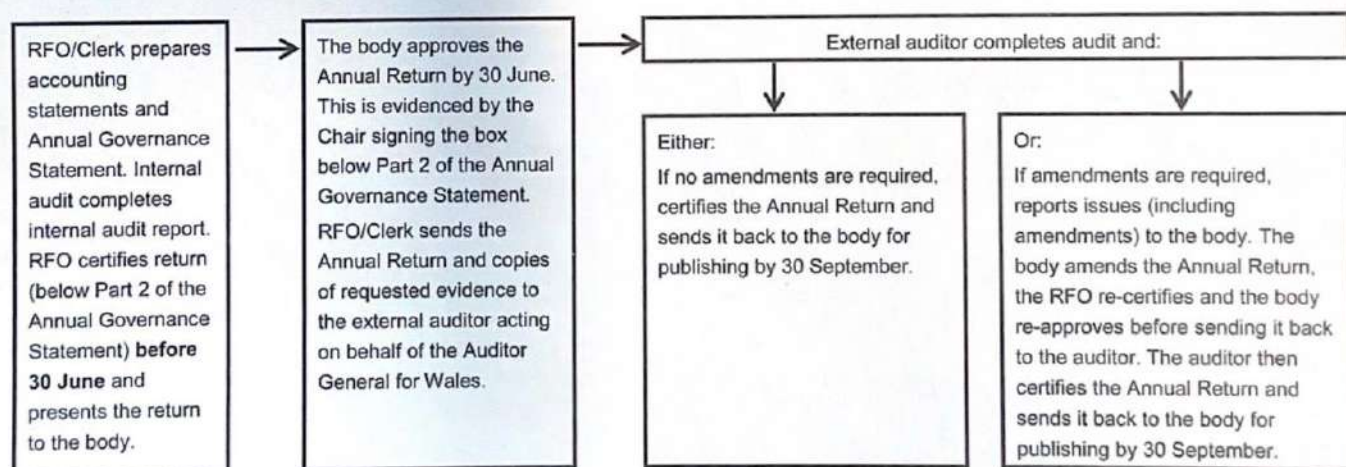 RFO/Clerk prepares
accounting
statements and
Annual Governance
Statement. Internal
audit completes
internal audit report.
RFO certifies return
(below Part 2 of the
Annual Governance
Statement) before
30 June and
presents the return
to the body.
The body approves the
Annual Return by 30 June.
This is evidenced by the
Chair signing the box
below Part 2 of the Annual
Governance Statement.
RFO/Clerk sends the
Annual Return and copies
of requested evidence to
the external auditor acting
on behalf of the Auditor
General for Wales.
External auditor completes audit and:
Either:
If no amendments are required,
certifies the Annual Return and
sends it back to the body for
publishing by 30 September.
Or:
If amendments are required,
reports issues (including
amendments) to the body. The
body amends the Annual Return,
the RFO re-certifies and the body
re-approves before sending it back
to the auditor. The auditor then
certifies the Annual Return and
sends it back to the body for
publishing by 30 September.